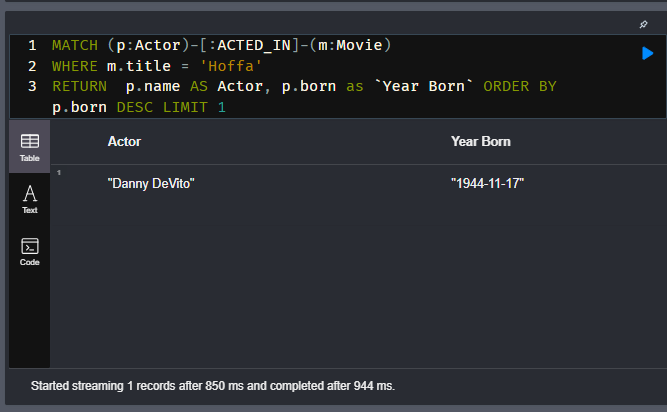 1 MATCH (p:Actor)-[:ACTED_IN]-(m:Movie)
2 WHERE m.title = 'Hoffa'
3 RETURN  p.name AS Actor, p.born as `Year Born` ORDER BY
p.born DESC LIMIT 1
Table
Actor Year Born
1 "Danny DeVito" "1944-11-17"
Text
Code
Started streaming 1 records after 850 ms and completed after 944 ms.